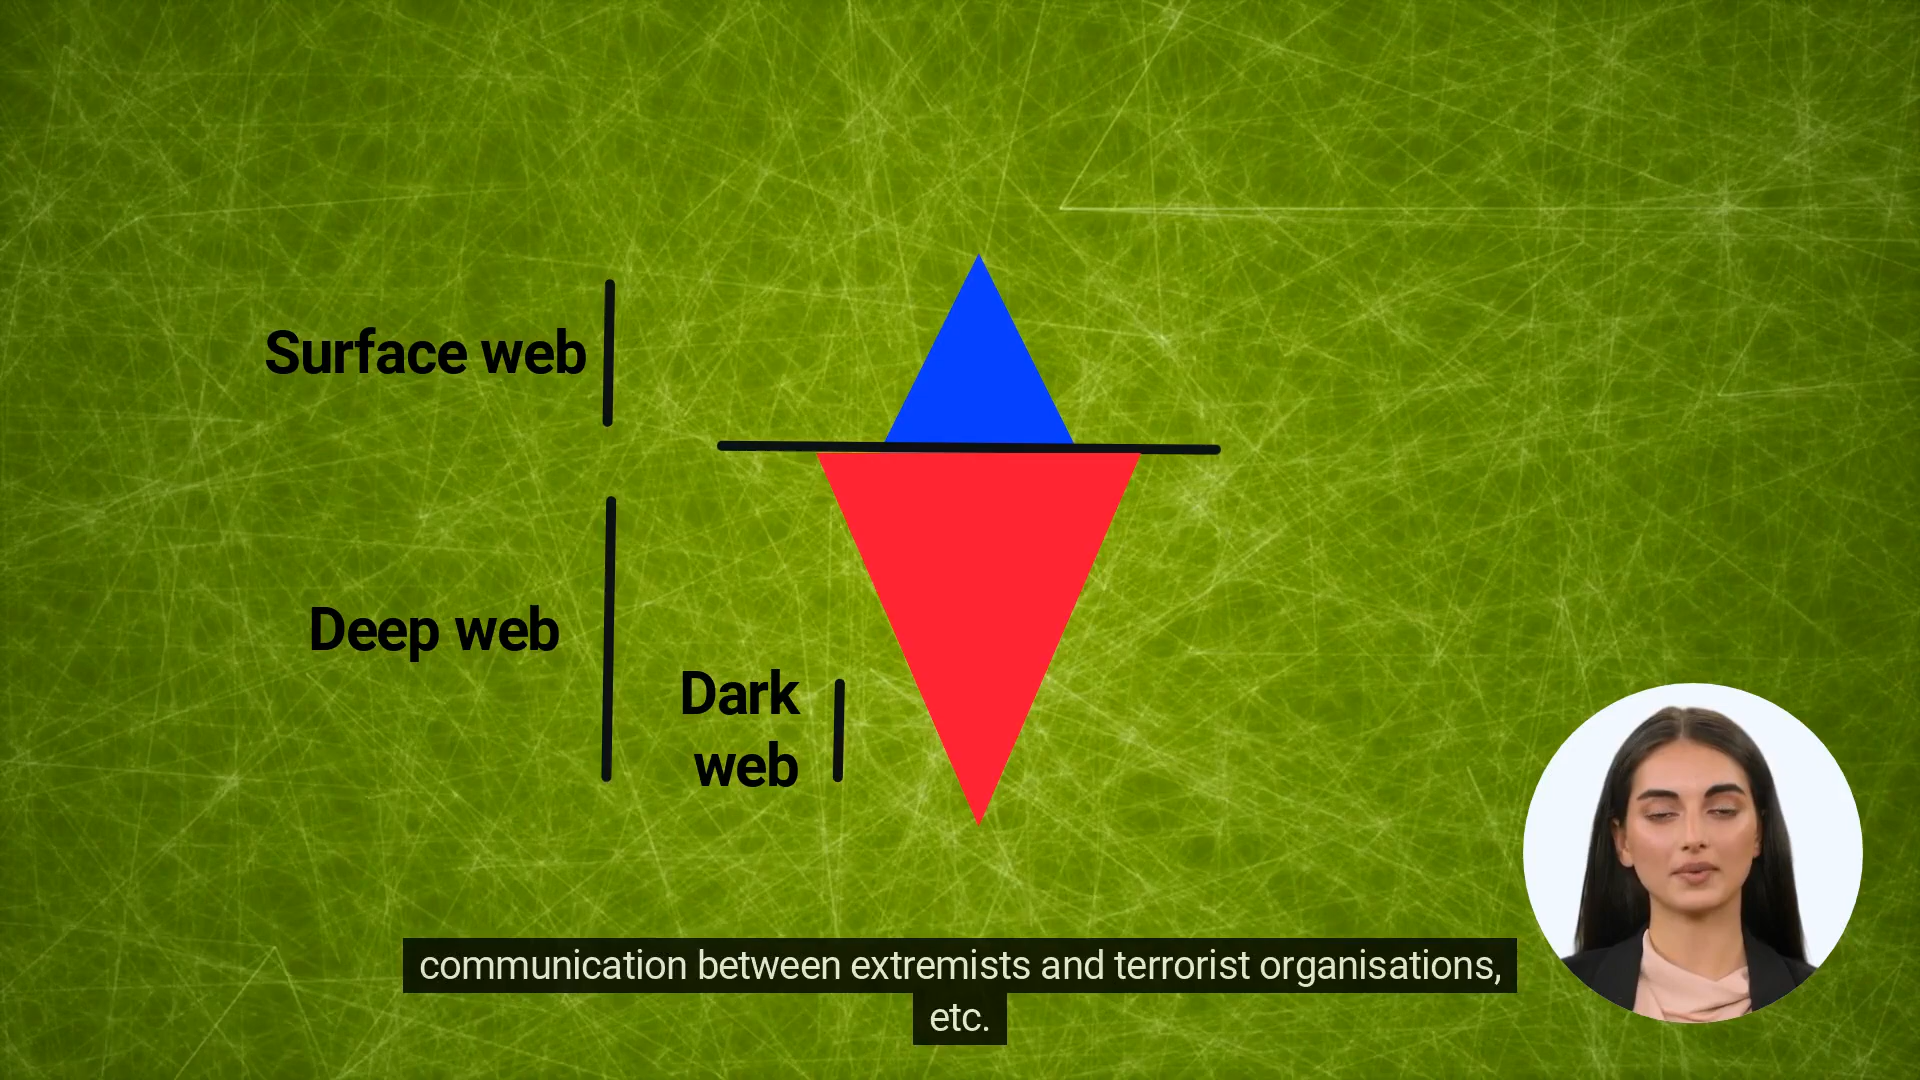 Surface web
Deep web
Dark
web
communication between extremists and terrorist organisations,
etc.